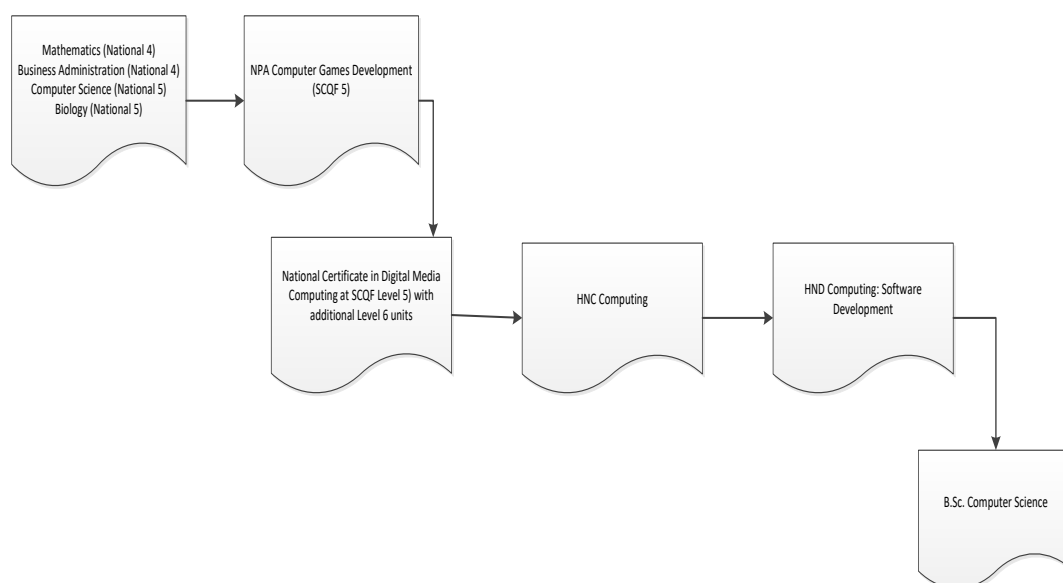 Mathematics (National 4)
Business Administration (National 4)
Computer Science (National 5)
Biology (National 5)
NPA Computer Games Development
(SCQF 5)
National Certificate in Digital Media
Computing at SCQF Level 5) with
additional Level 6 units
HNC Computing
HND Computing: Software
Development
B.Sc. Computer Science